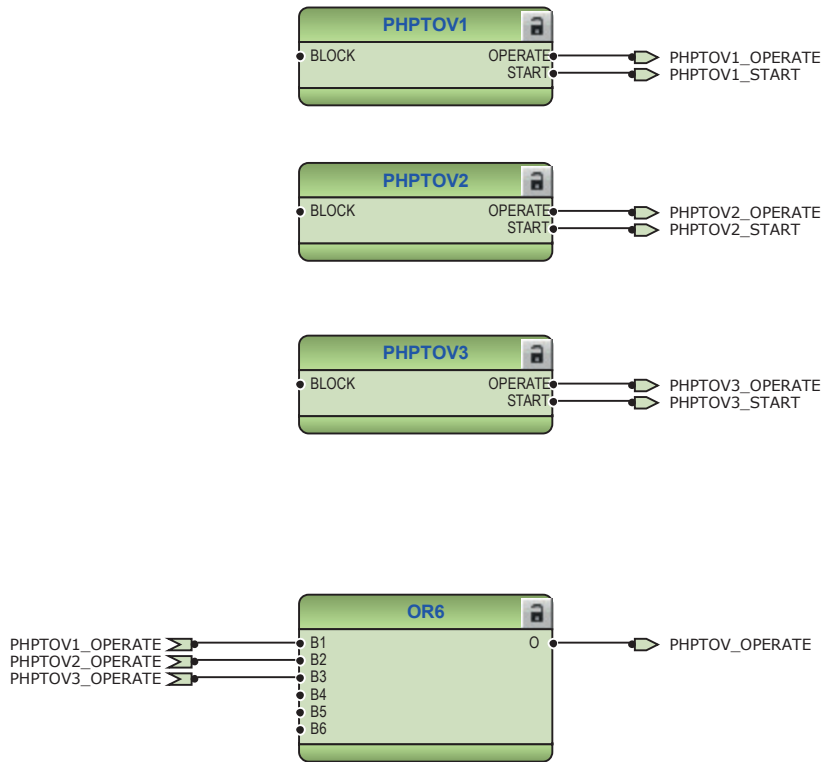 PHPTOV1
BLOCK OPERATE PHPTOV1_OPERATE
START PHPTOV1_START
PHPTOV2
BLOCK OPERATE PHPTOV2_OPERATE
START PHPTOV2_START
PHPTOV3
BLOCK OPERATE PHPTOV3_OPERATE
START PHPTOV3_START
OR6
PHPTOV1_OPERATE B1 O PHPTOV_OPERATE
PHPTOV2_OPERATE B2
PHPTOV3_OPERATE B3
B4
B5
B6